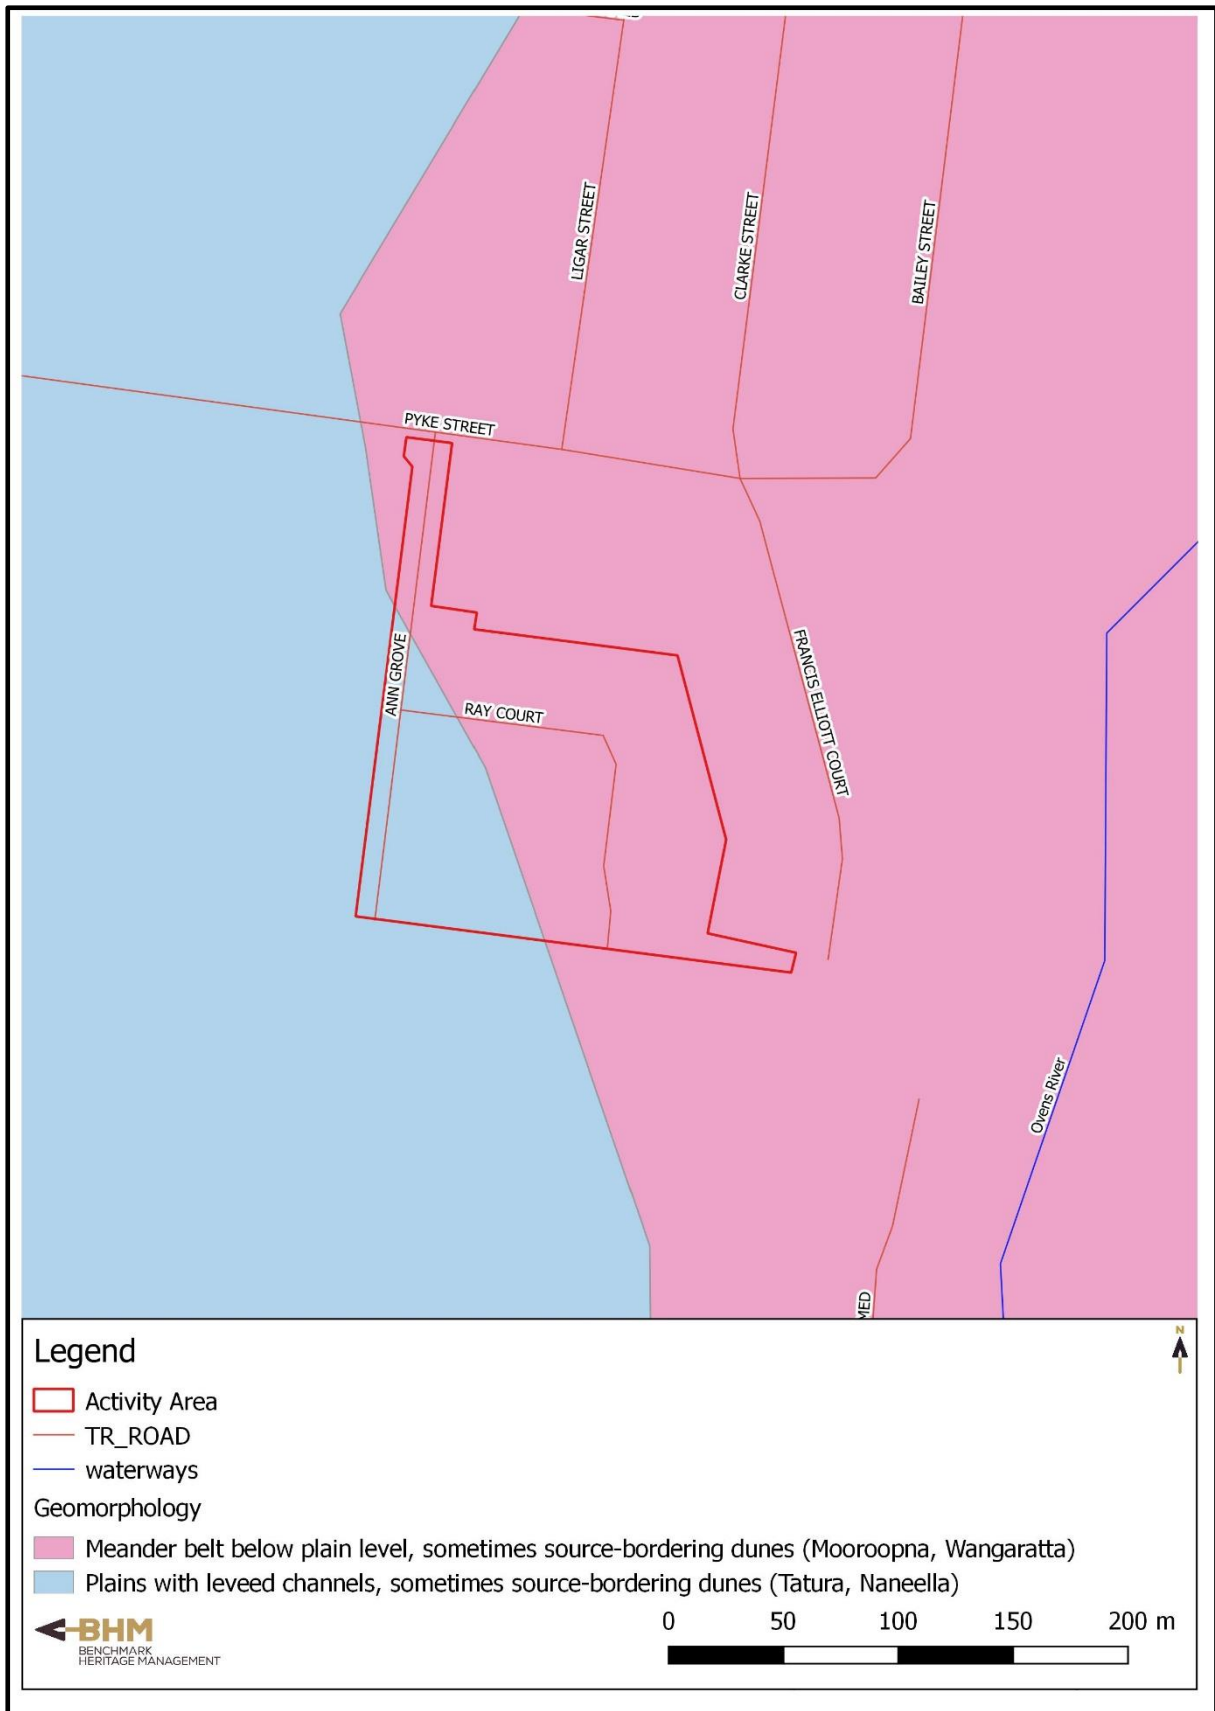 LIGAR STREET
CLARKE STREET
BAILEY STREET
PYKE STREET
ANN GROVE
RAY COURT
FRANCIS ELLIOTT COURT
Ovens River
MED
Legend
N
Activity Area
TR_ROAD
waterways
Geomorphology
Meander belt below plain level, sometimes source-bordering dunes (Mooroopna, Wangaratta)
Plains with leveed channels, sometimes source-bordering dunes (Tatura, Naneella)
BHM
BENCHMARK
HERITAGE MANAGEMENT
0 50 100 150 200 m